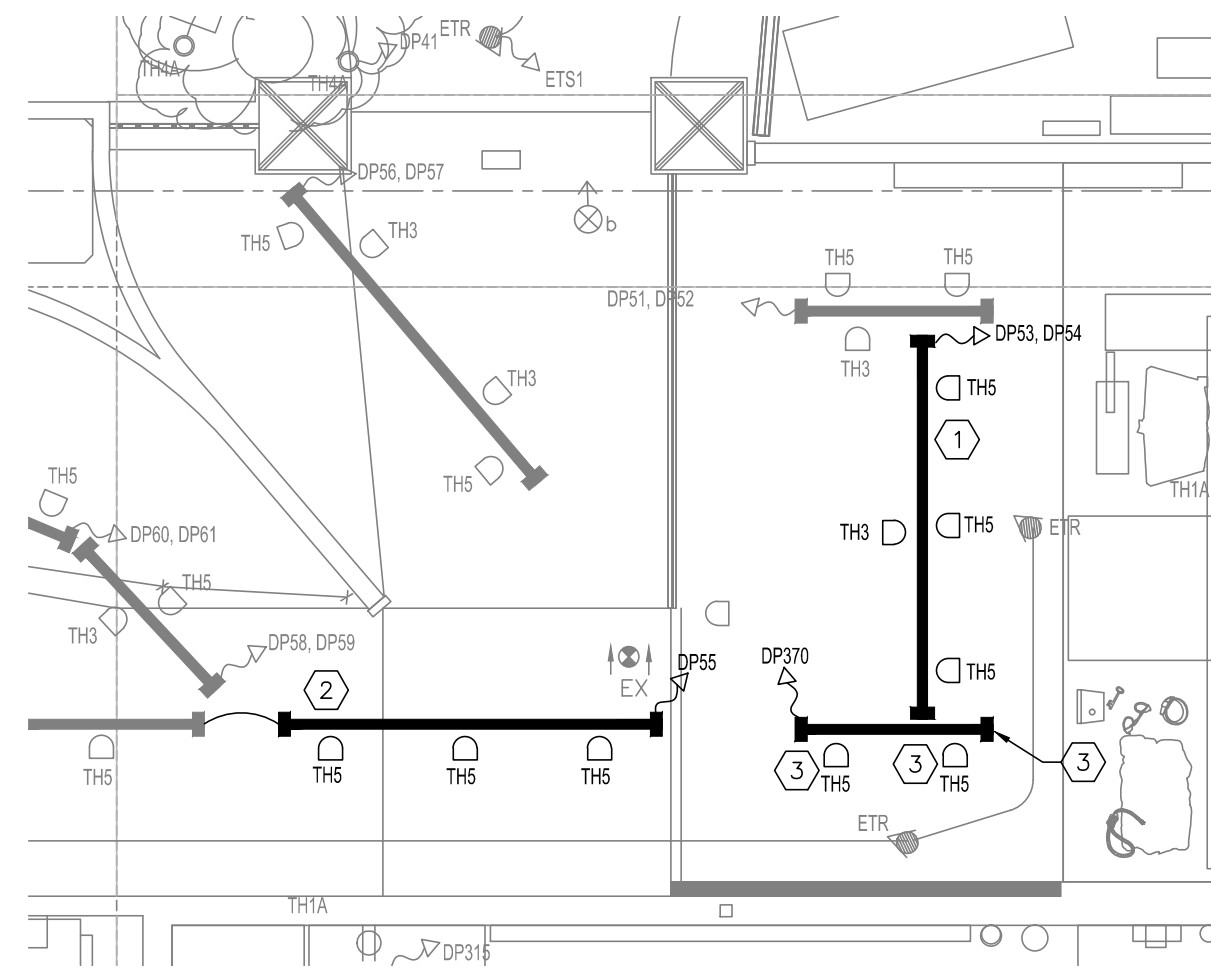 ETR
DP41
TH4A
TH4A
ETS1
DP56, DP57
TH5
TH3
b
TH5
TH5
DP51, DP52
DP53, DP54
TH3
TH5
TH3
1
TH5
TH5
TH1A
DP60, DP61
TH3
TH5
ETR
TH5
TH3
DP58, DP59
DP55
DP370
TH5
EX
2
TH5
TH5
TH5
TH5
3
TH5
3
TH5
3
ETR
TH1A
DP315